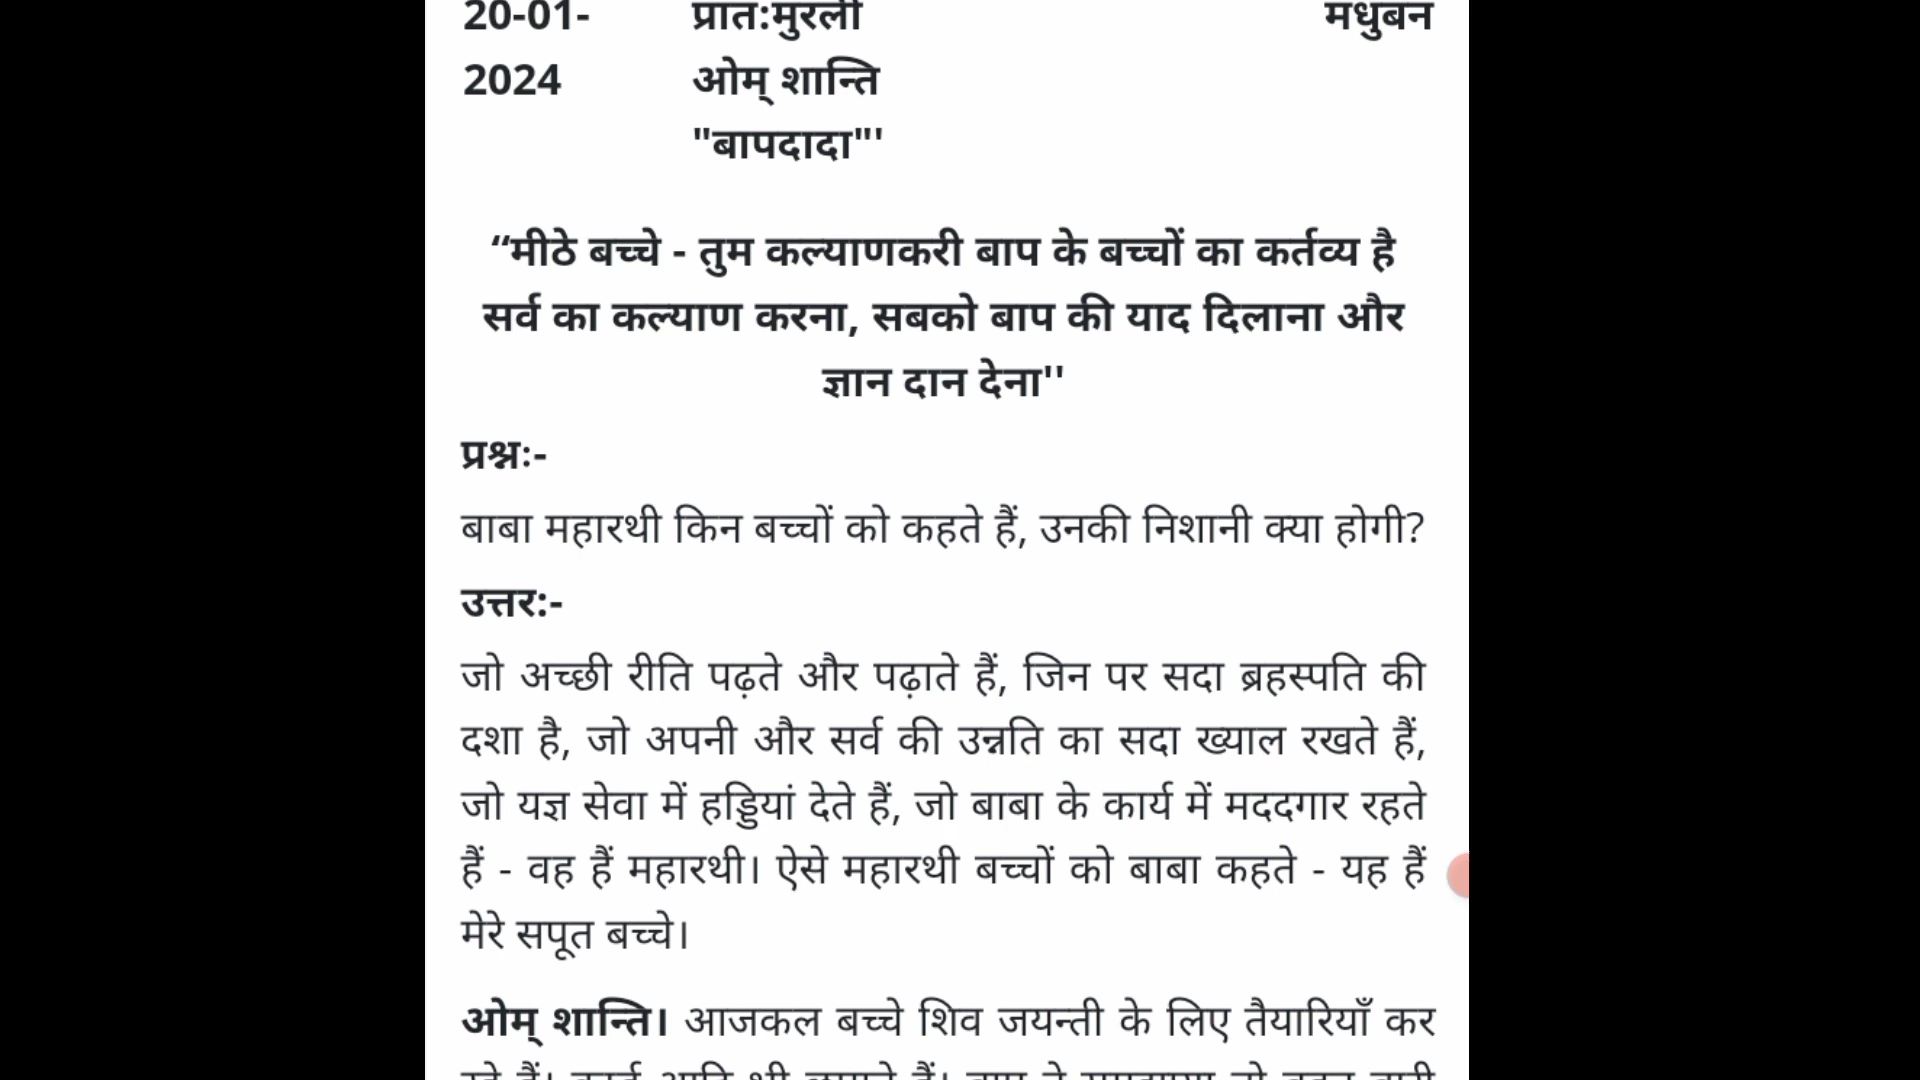 20-01- प्रात:मुरली मधुबन
2024 ओम् शान्ति
"बापदादा"'
“मीठे बच्चे - तुम कल्याणकरी बाप के बच्चों का कर्तव्य है
सर्व का कल्याण करना, सबको बाप की याद दिलाना और
ज्ञान दान देना''
प्रश्नः-
बाबा महारथी किन बच्चों को कहते हैं, उनकी निशानी क्या होगी?
उत्तर:-
जो अच्छी रीति पढ़ते और पढ़ाते हैं, जिन पर सदा ब्रहस्पति की
दशा है, जो अपनी और सर्व की उन्नति का सदा ख्याल रखते हैं,
जो यज्ञ सेवा में हड्डियां देते हैं, जो बाबा के कार्य में मददगार रहते
हैं - वह हैं महारथी। ऐसे महारथी बच्चों को बाबा कहते - यह हैं
मेरे सपूत बच्चे।
ओम् शान्ति। आजकल बच्चे शिव जयन्ती के लिए तैयारियाँ कर